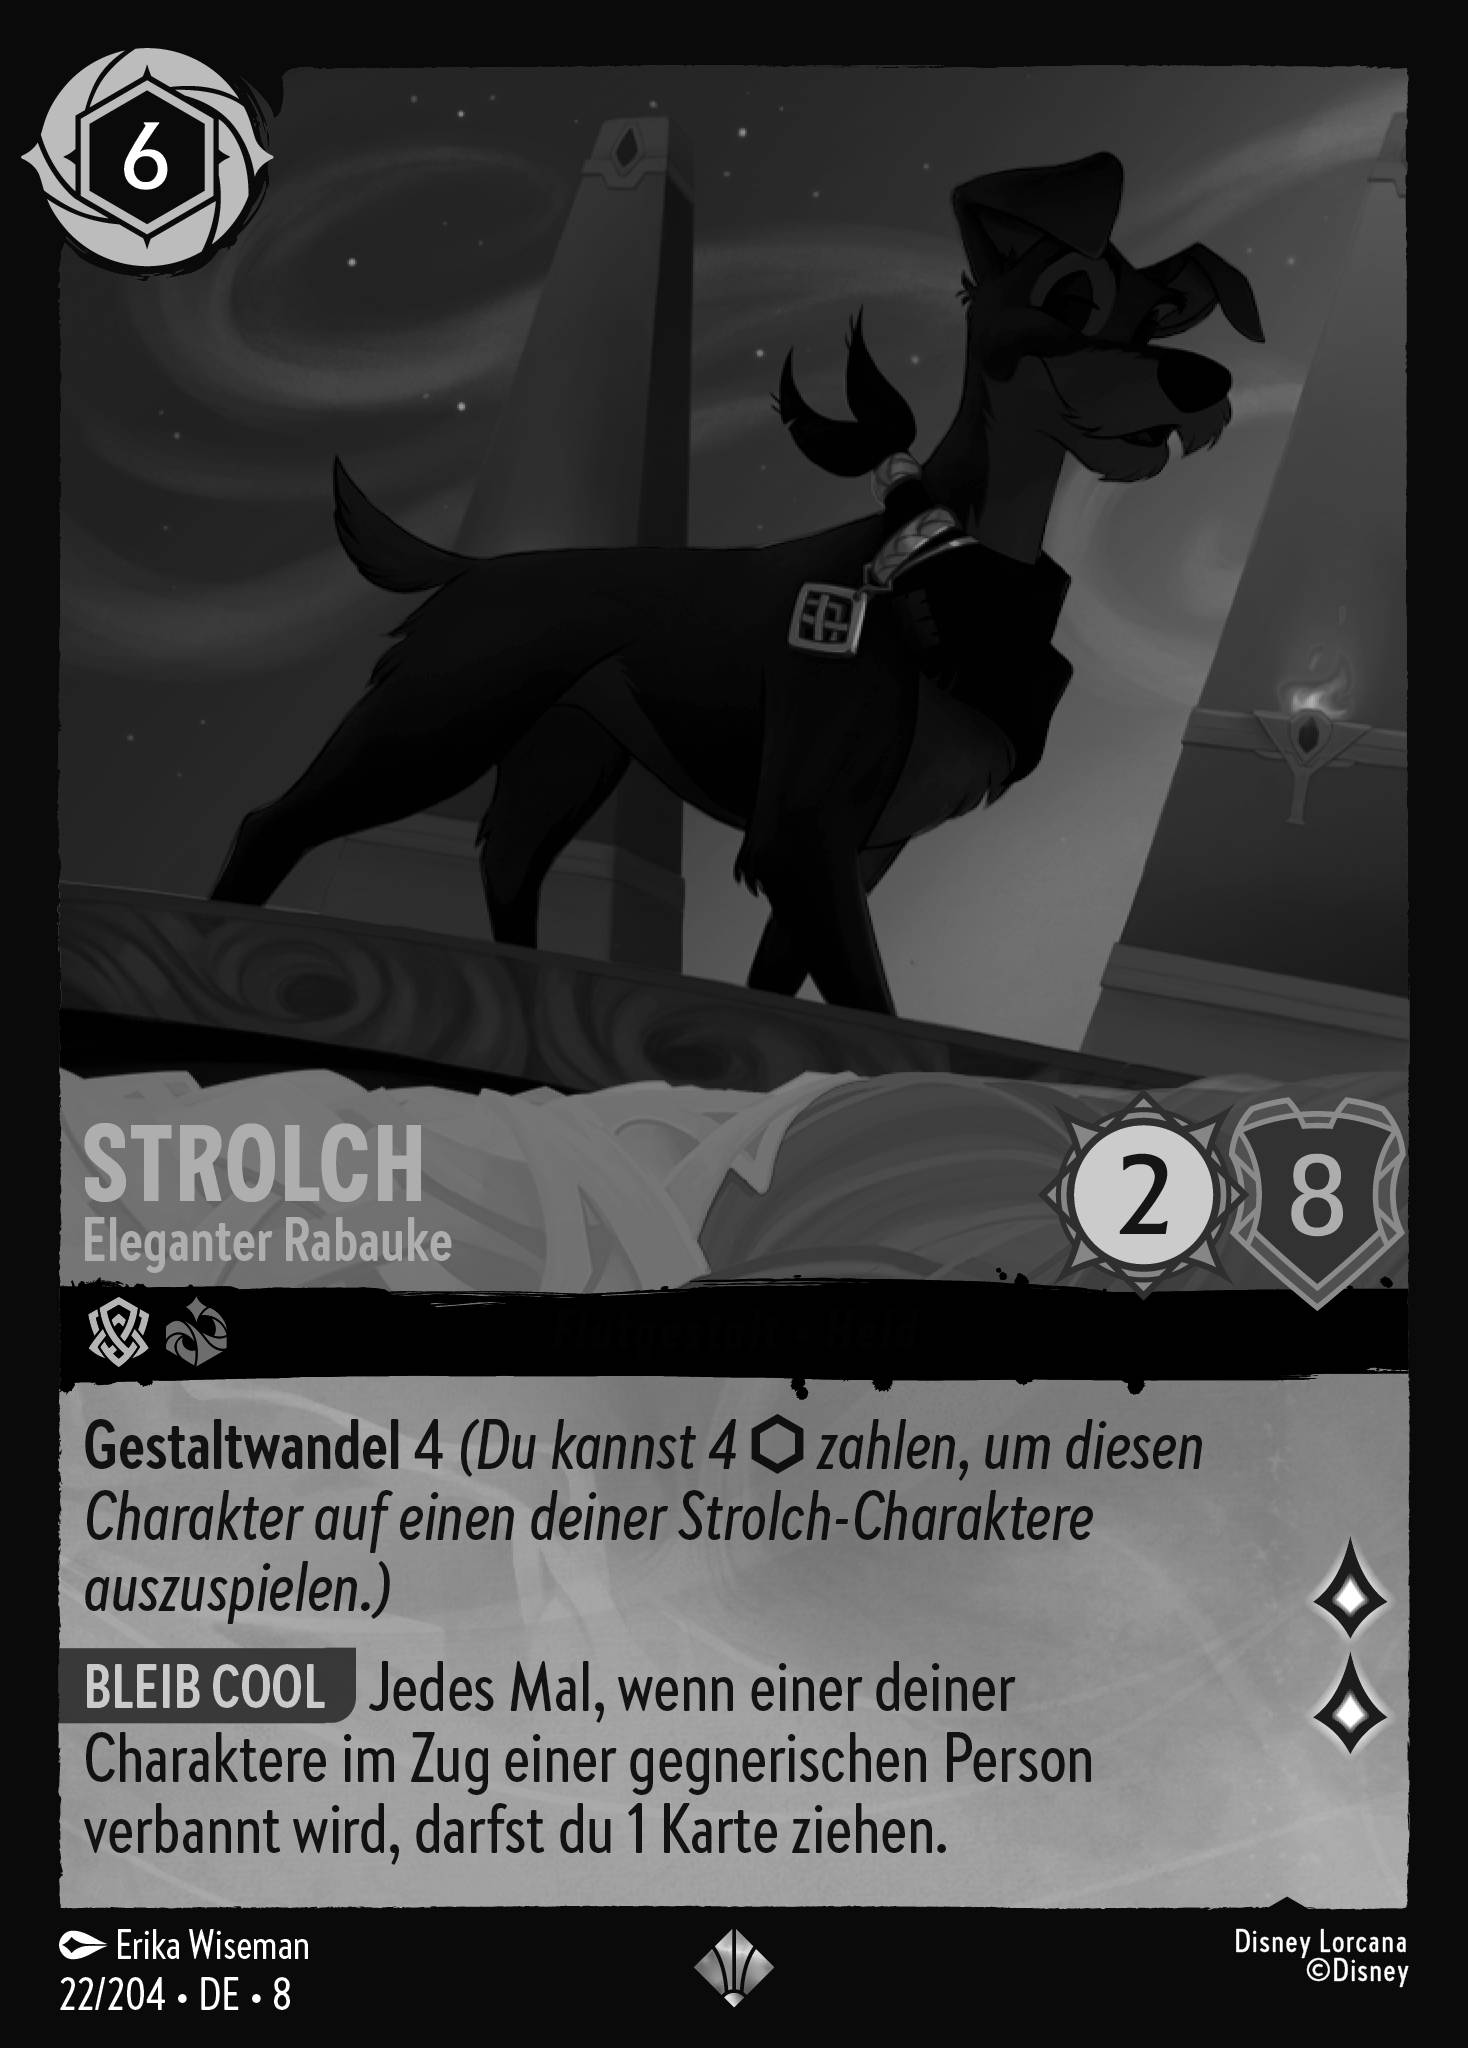 6
STROLCH
Eleganter Rabauke
2
8
Gestaltwandel 4 (Du kannst 4 zahlen, um diesen
Charakter auf einen deiner Strolch-Charaktere
auszuspielen.)
BLEIB COOL Jedes Mal, wenn einer deiner
Charaktere im Zug einer gegnerischen Person
verbannt wird, darfst du 1 Karte ziehen.
Erika Wiseman
22/204 • DE • 8
Disney Lorcana
©Disney